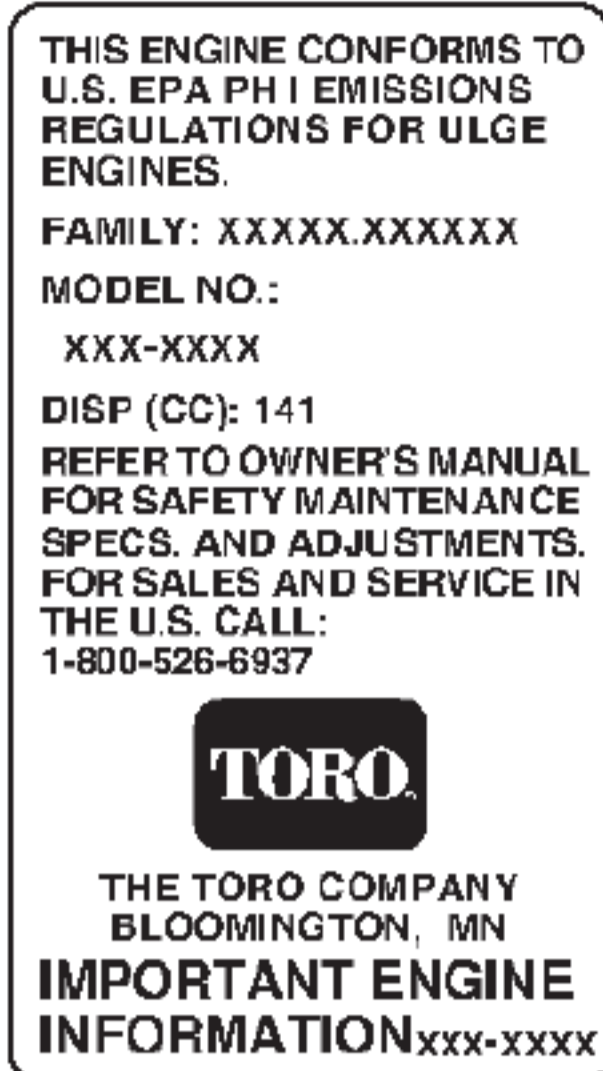 THIS ENGINE CONFORMS TO
U.S. EPA PH I EMISSIONS
REGULATIONS FOR ULGE
ENGINES.
FAMILY: XXXXX.XXXXXX
MODEL NO.:
XXX-XXXX
DISP (CC): 141
REFER TO OWNER'S MANUAL
FOR SAFETY MAINTENANCE
SPECS. AND ADJUSTMENTS.
FOR SALES AND SERVICE IN
THE U.S. CALL:
1-800-526-6937
TORO.
THE TORO COMPANY
BLOOMINGTON, MN
IMPORTANT ENGINE
INFORMATION XXX-XXXX